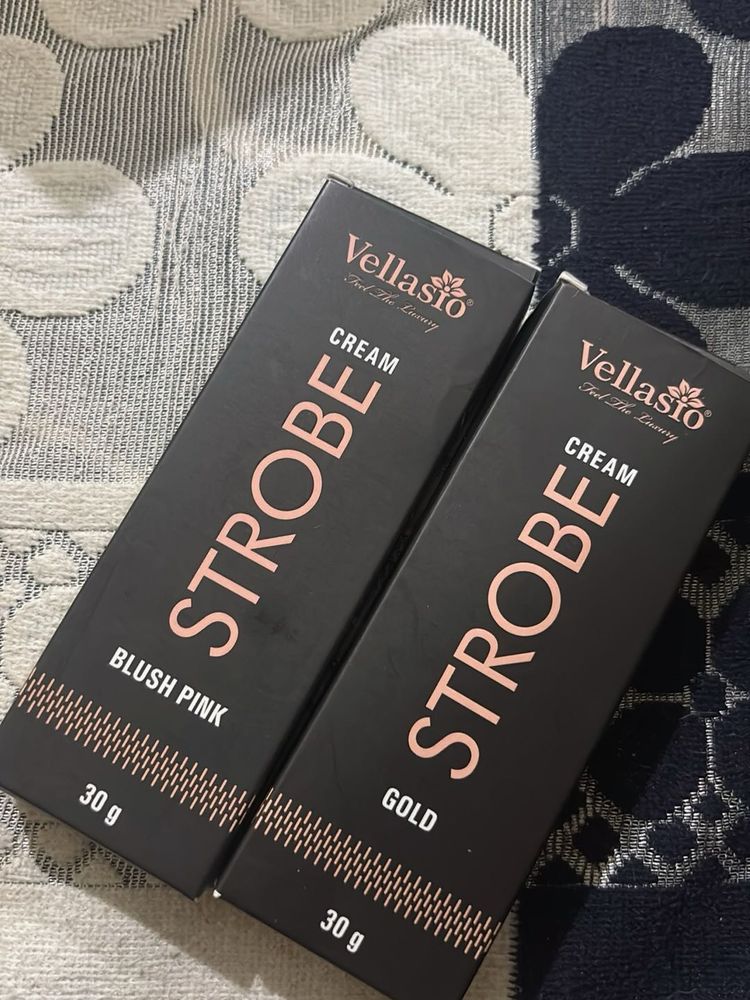 Vellasio®
Feel The Luxury
CREAM
STROBE
BLUSH PINK
30 g
Vellasio®
Feel The Luxury
CREAM
STROBE
GOLD
30 g